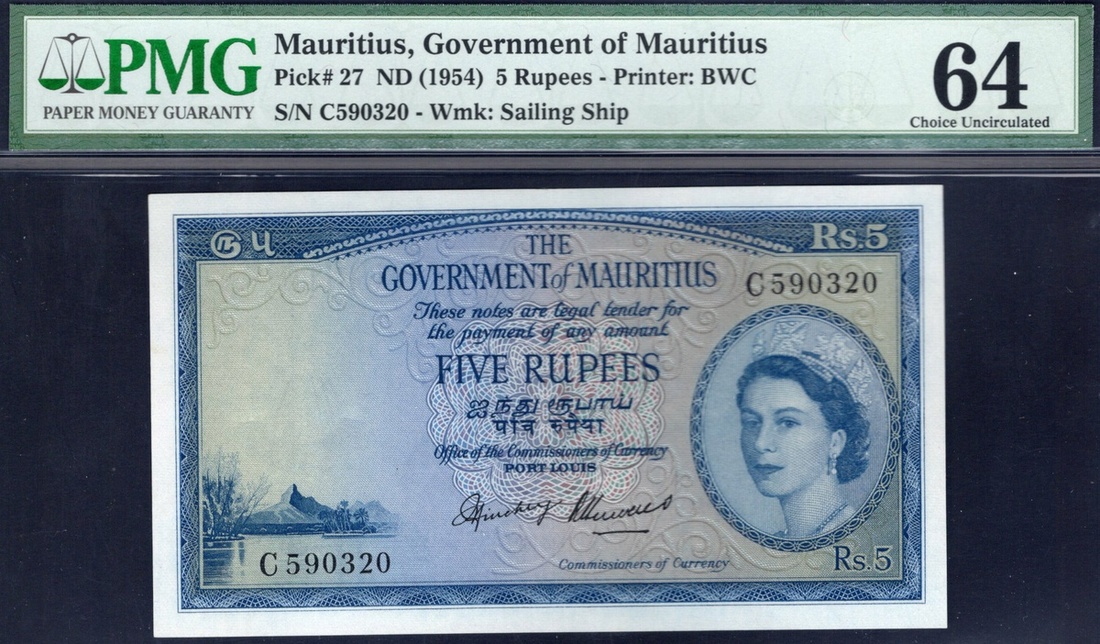 PMG
PAPER MONEY GUARANTY
Mauritius, Government of Mauritius
Pick# 27 ND (1954) 5 Rupees - Printer: BWC
S/N C590320 - Wmk: Sailing Ship
64
Choice Uncirculated
௫ ५
Rs.5
THE
GOVERNMENT of MAURITIUS
C590320
These notes are legal tender for
the payment of any amount
FIVE RUPEES
ஐந்து ரூபாய்
पांच रुपया
Office of the Commissioners of Currency
PORT LOUIS
C590320
Commissioners of Currency
Rs.5